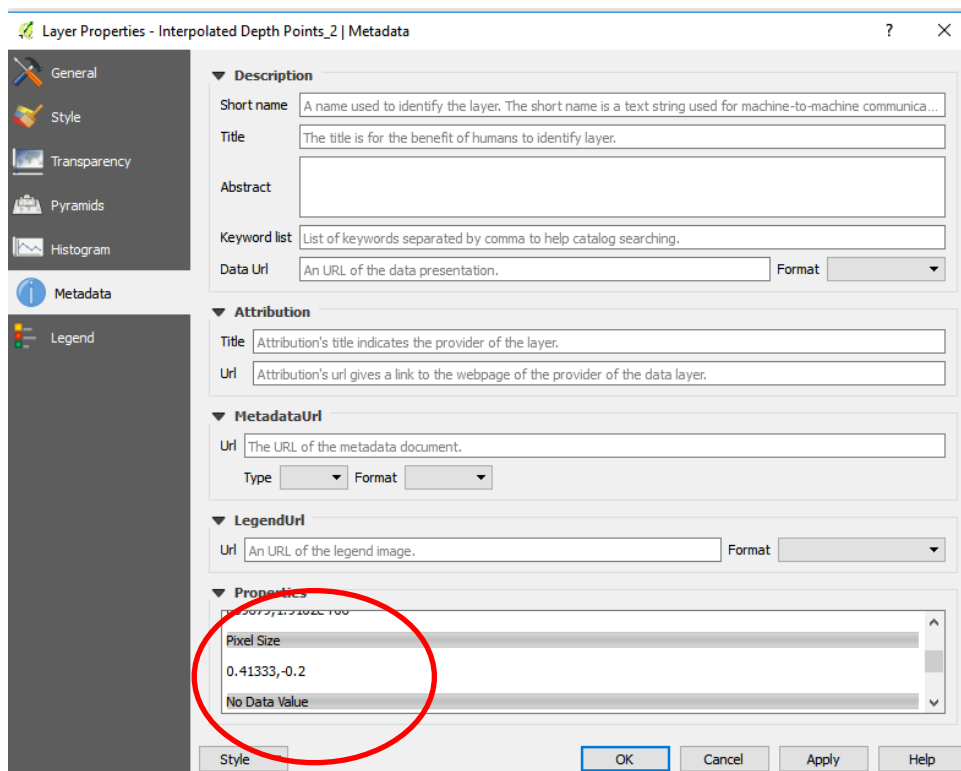 Layer Properties - Interpolated Depth Points_2 | Metadata
? ×
General
Style
Transparency
Pyramids
Histogram
Metadata
Legend
Description
Short name A name used to identify the layer. The short name is a text string used for machine-to-machine communica...
Title The title is for the benefit of humans to identify layer.
Abstract
Keyword list List of keywords separated by comma to help catalog searching.
Data Url An URL of the data presentation. Format
Attribution
Title Attribution's title indicates the provider of the layer.
Url Attribution's url gives a link to the webpage of the provider of the data layer.
MetadataUrl
Url The URL of the metadata document.
Type Format
LegendUrl
Url An URL of the legend image. Format
Properties
Pixel Size
0.41333,-0.2
No Data Value
Style OK Cancel Apply Help